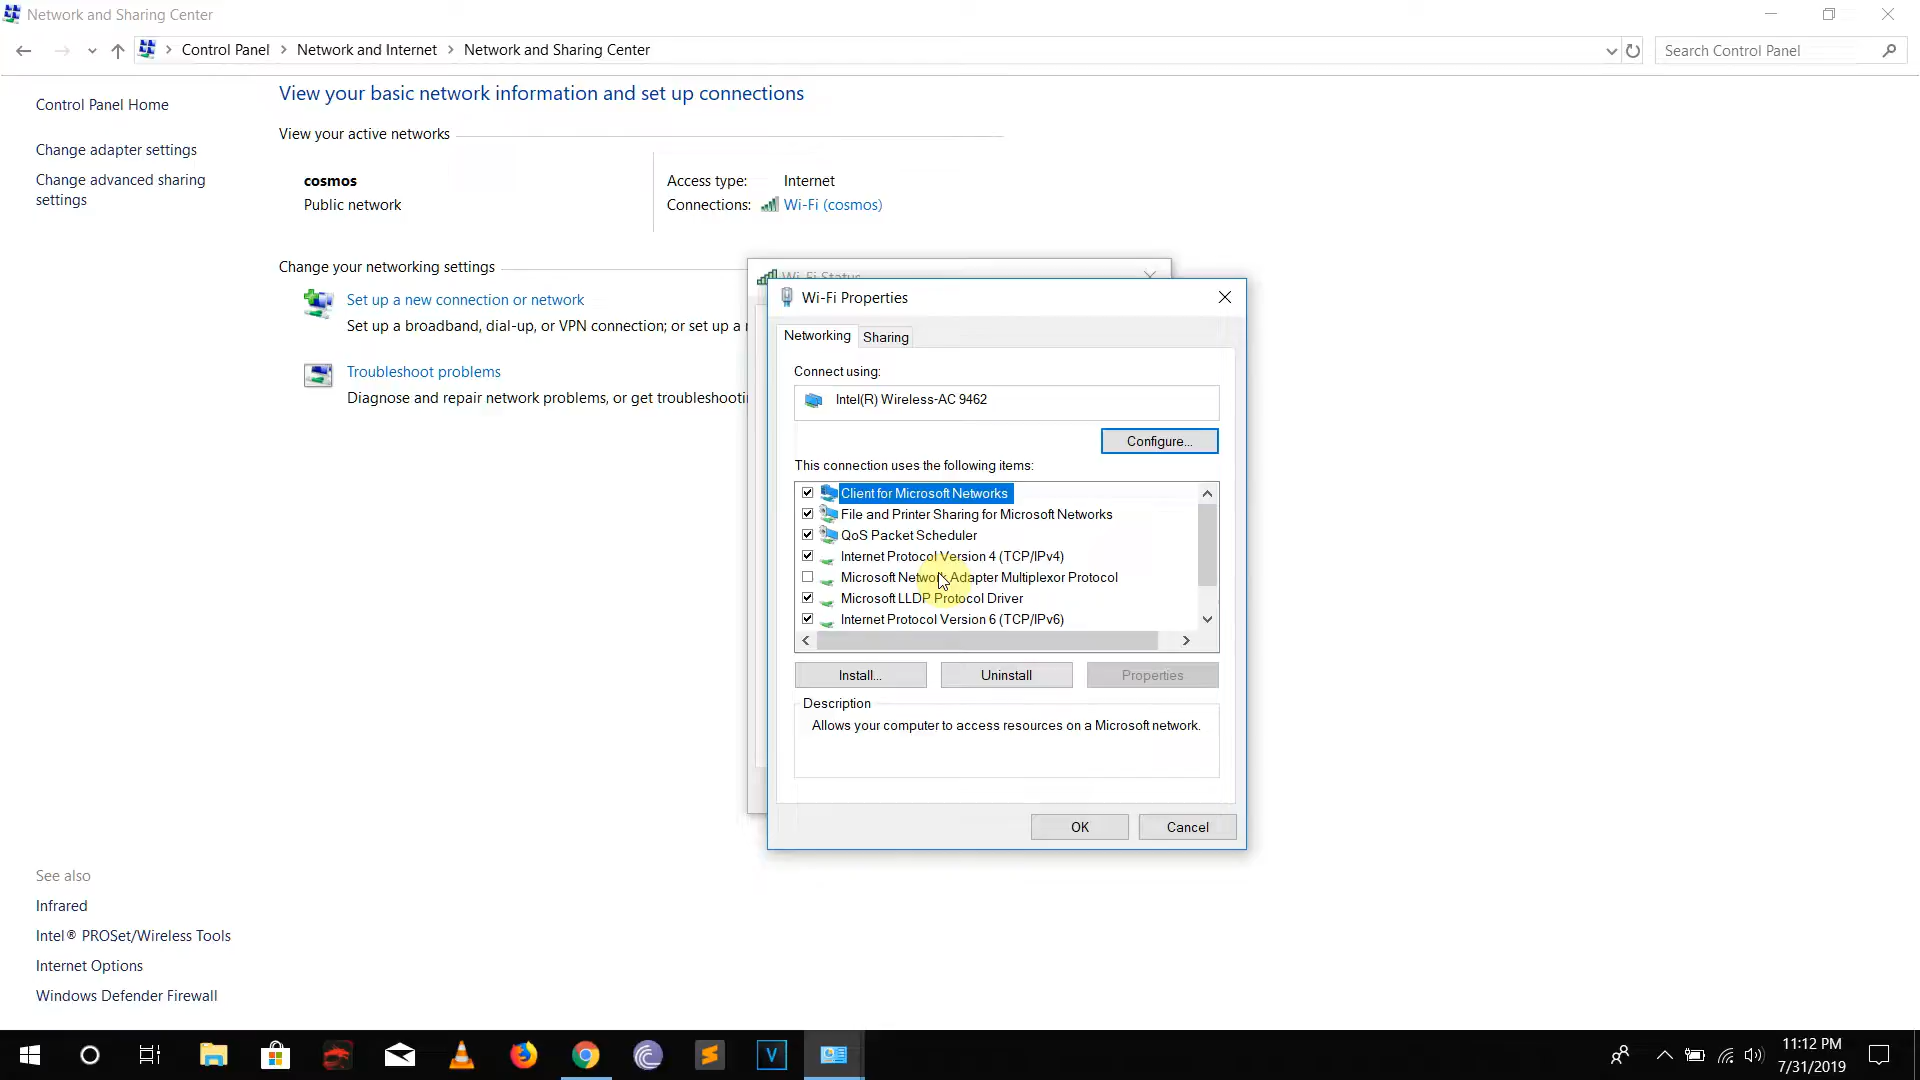 Network and Sharing Center
Control Panel
Network and Internet
Network and Sharing Center
Search Control Panel
Control Panel Home
Change adapter settings
Change advanced sharing
settings
See also
Infrared
Intel® PROSet/Wireless Tools
Internet Options
Windows Defender Firewall
View your basic network information and set up connections
View your active networks
cosmos
Public network
Access type: Internet
Connections: Wi-Fi (cosmos)
Change your networking settings
Set up a new connection or network
Set up a broadband, dial-up, or VPN connection; or set up a
Troubleshoot problems
Diagnose and repair network problems, or get troubleshooti
Wi-Fi Status
Wi-Fi Properties
Networking
Sharing
Connect using:
Intel(R) Wireless-AC 9462
Configure...
This connection uses the following items:
Client for Microsoft Networks
File and Printer Sharing for Microsoft Networks
QoS Packet Scheduler
Internet Protocol Version 4 (TCP/IPv4)
Microsoft Network Adapter Multiplexor Protocol
Microsoft LLDP Protocol Driver
Internet Protocol Version 6 (TCP/IPv6)
Install...
Uninstall
Properties
Description
Allows your computer to access resources on a Microsoft network.
OK
Cancel
V
11:12 PM
7/31/2019